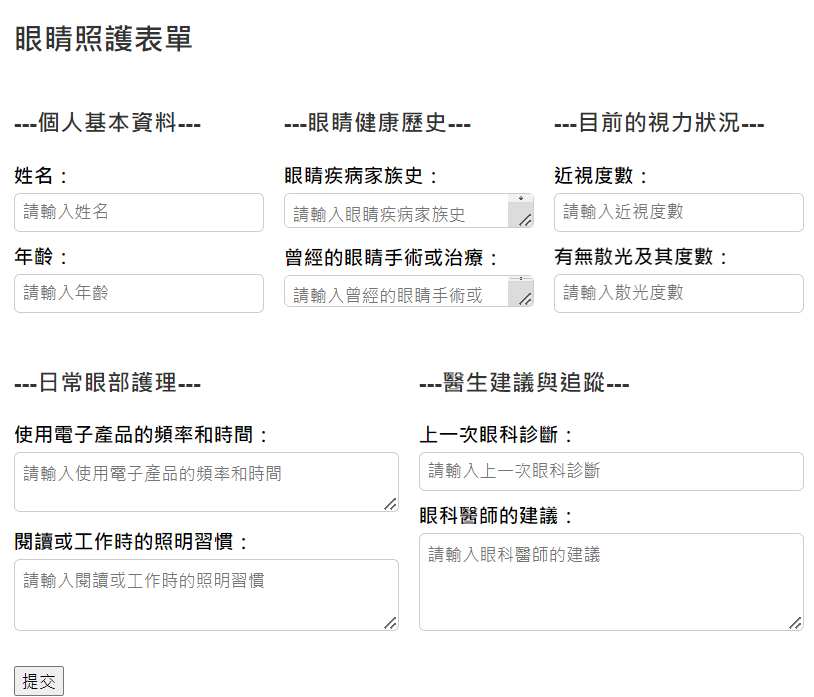 眼睛照護表單
---個人基本資料---
姓名：
請輸入姓名
年齡：
請輸入年齡
---眼睛健康歷史---
眼睛疾病家族史：
請輸入眼睛疾病家族史
曾經的眼睛手術或治療：
請輸入曾經的眼睛手術或
---目前的視力狀況---
近視度數：
請輸入近視度數
有無散光及其度數：
請輸入散光度數
---日常眼部護理---
使用電子產品的頻率和時間：
請輸入使用電子產品的頻率和時間
閱讀或工作時的照明習慣：
請輸入閱讀或工作時的照明習慣
---醫生建議與追蹤---
上一次眼科診斷：
請輸入上一次眼科診斷
眼科醫師的建議：
請輸入眼科醫師的建議
提交